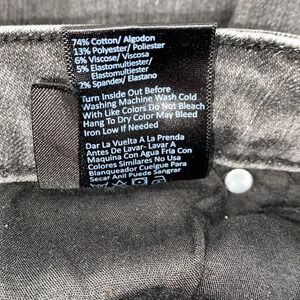 74% Cotton/ Algodon
13% Polyester/ Poliester
6% Viscose/ Viscosa
5% Elastomultiester/
Elastomultiester
2% Spandex/ Elastano
Turn Inside Out Before
Washing Machine Wash Cold
With Like Colors Do Not Bleach
Hang To Dry Color May Bleed
Iron Low If Needed
Dar La Vuelta A La Prenda
Antes De Lavar- Lavar A
Maquina Con Agua Fria Con
Colores Similares No Usa
Blanqueador Cuelgue Para
Secar Anil Puede Sangrar